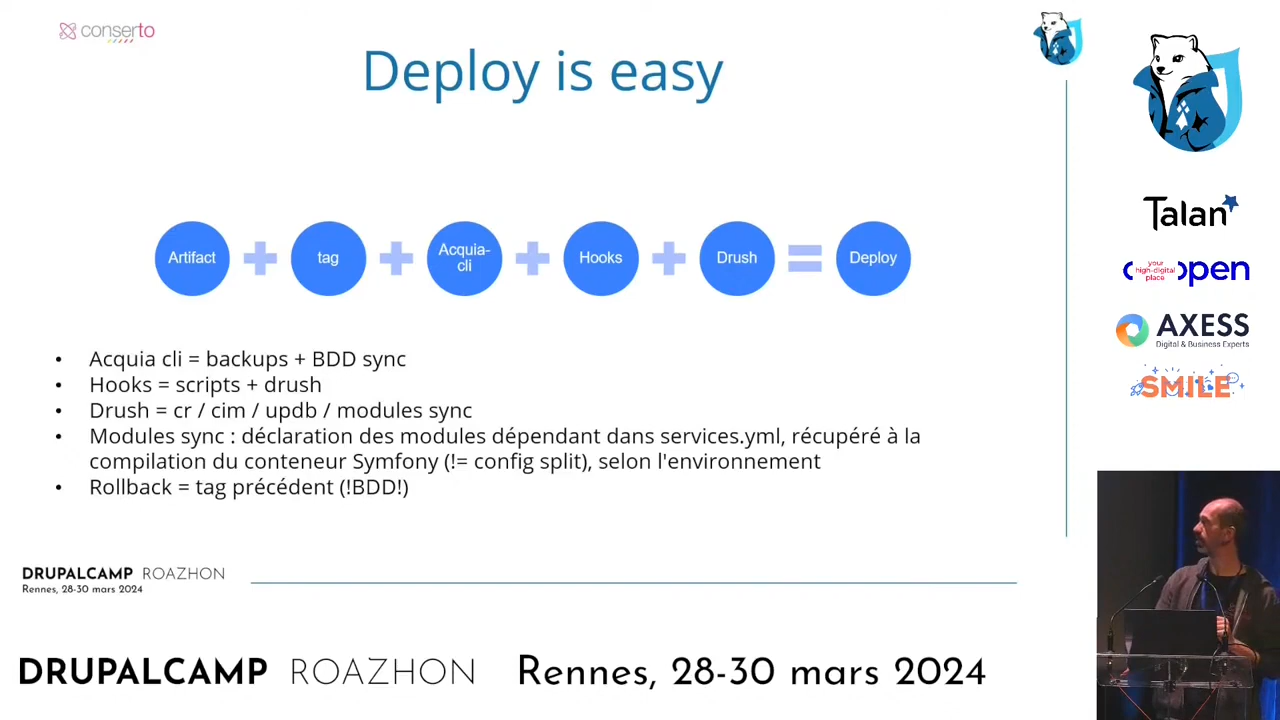 conserto
Deploy is easy
Artifact
tag
Acquia-
cli
Hooks
Drush
Deploy
• Acquia cli = backups + BDD sync
• Hooks = scripts + drush
• Drush = cr / cim / updb / modules sync
• Modules sync : déclaration des modules dépendant dans services.yml, récupéré à la
compilation du conteneur Symfony (!= config split), selon l'environnement
• Rollback = tag précédent (!BDD!)
DRUPALCAMP ROAZHON
Rennes, 28-30 mars 2024
DRUPALCAMP ROAZHON Rennes, 28-30 mars 2024
Talan
your
high-digital
place
open
AXESS
Digital & Business Experts
SMILE